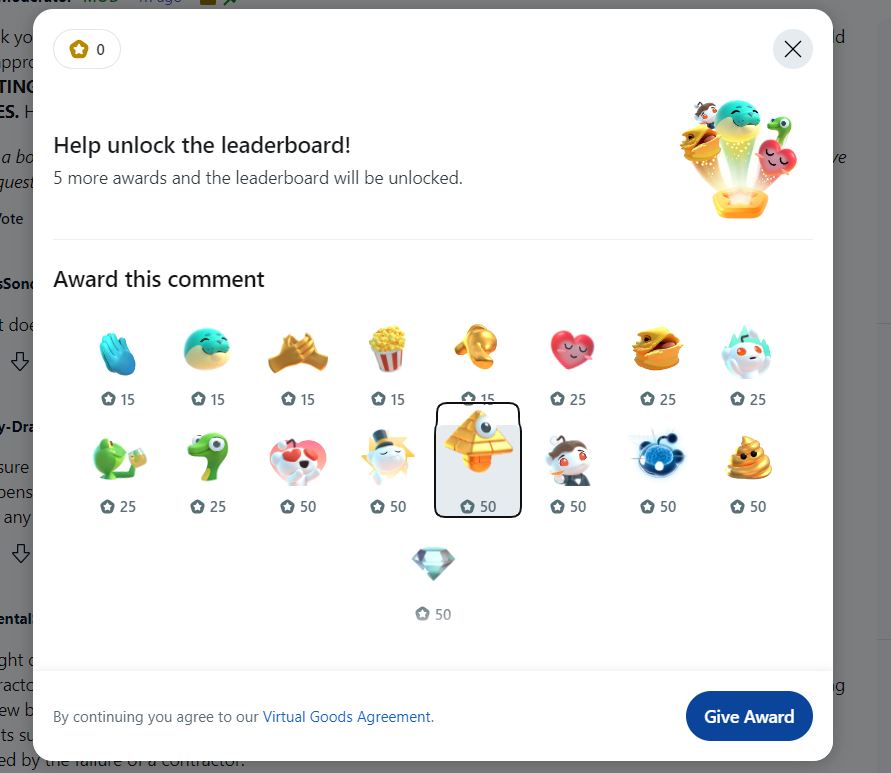 0
Help unlock the leaderboard!
5 more awards and the leaderboard will be unlocked.
Award this comment
15 15 15 15 15 25 25 25
25 25 50 50 50 50 50 50
50
By continuing you agree to our Virtual Goods Agreement.
Give Award